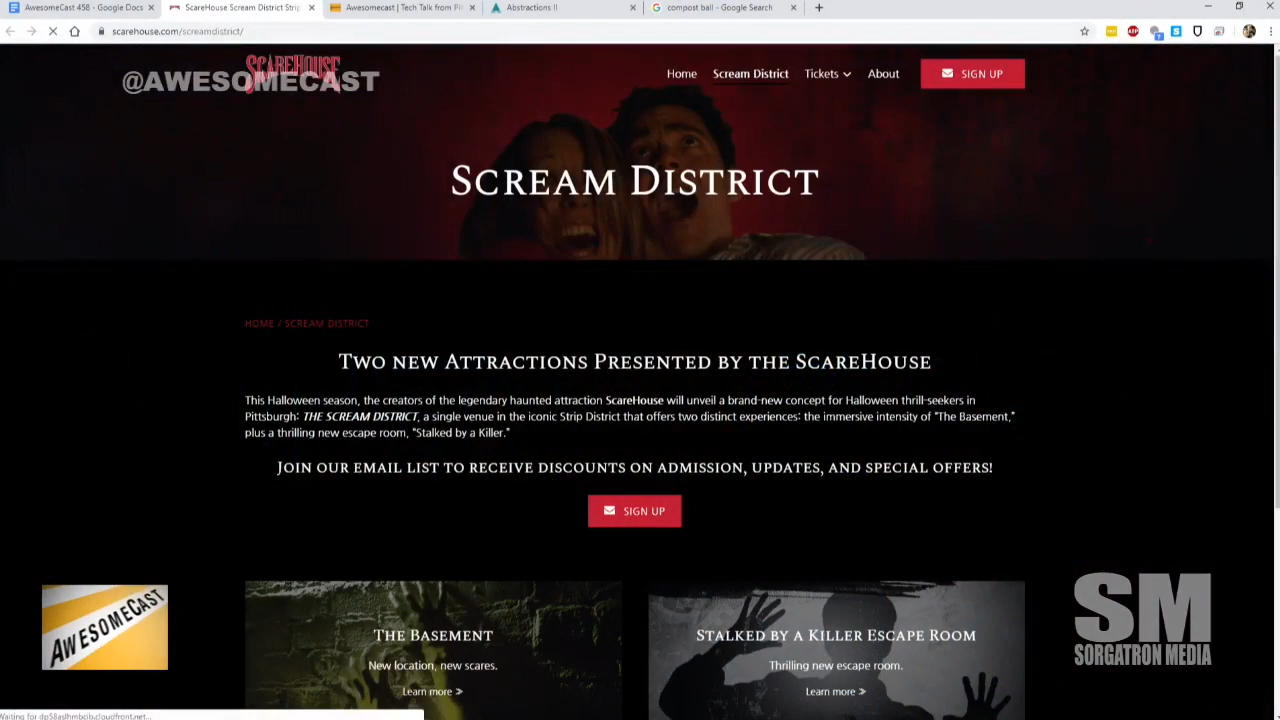 AwesomeCast 458 - Google Docs
ScareHouse Scream District Strip
Awesomecast | Tech Talk from Pi
Abstractions II
compost ball - Google Search
scarehouse.com/screamdistrict/
SCAREHOUSE
@AWESOMECAST
Home
Scream District
Tickets
About
SIGN UP
SCREAM DISTRICT
HOME / SCREAM DISTRICT
TWO NEW ATTRACTIONS PRESENTED BY THE SCAREHOUSE
This Halloween season, the creators of the legendary haunted attraction ScareHouse will unveil a brand-new concept for Halloween thrill-seekers in
Pittsburgh: THE SCREAM DISTRICT, a single venue in the iconic Strip District that offers two distinct experiences: the immersive intensity of "The Basement,"
plus a thrilling new escape room, "Stalked by a Killer."
JOIN OUR EMAIL LIST TO RECEIVE DISCOUNTS ON ADMISSION, UPDATES, AND SPECIAL OFFERS!
SIGN UP
AWESOMECAST
THE BASEMENT
New location, new scares.
Learn more »
STALKED BY A KILLER ESCAPE ROOM
Thrilling new escape room.
Learn more »
SM
SORGATRON MEDIA